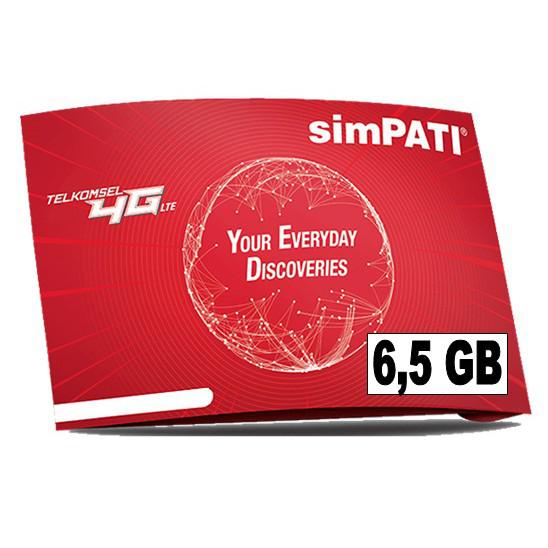 simPATI®
TELKOMSEL
4G LTE
YOUR EVERYDAY
DISCOVERIES
6,5 GB